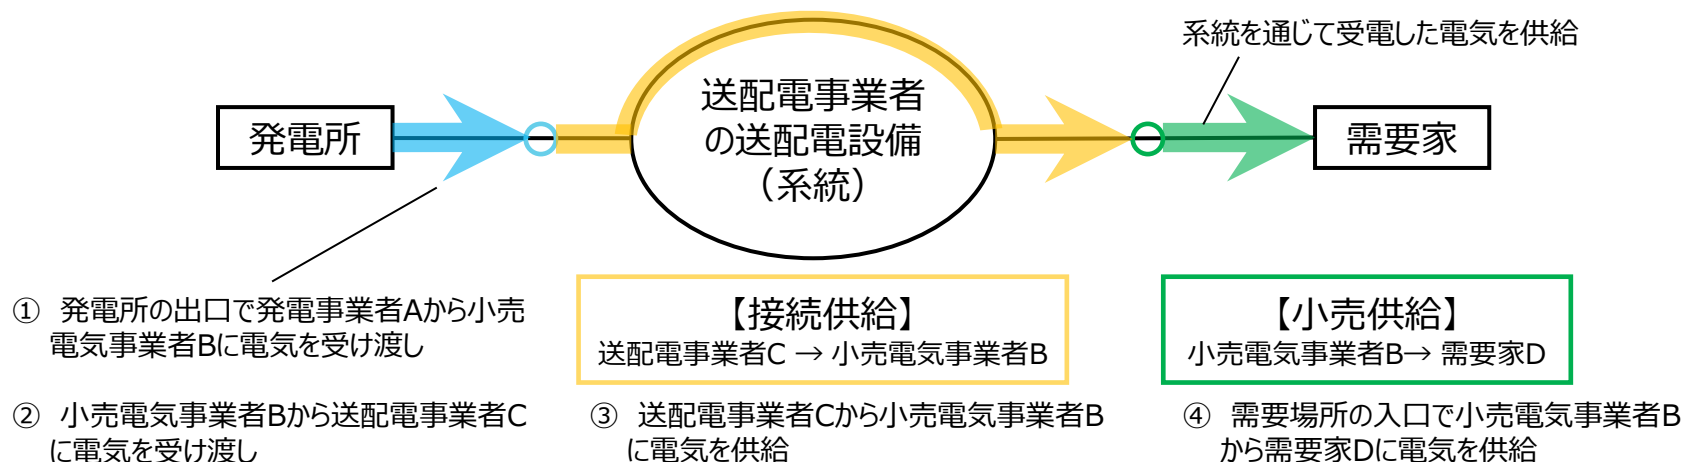 系統を通じて受電した電気を供給
発電所
送配電事業者
の送配電設備
（系統）
需要家
① 発電所の出口で発電事業者Aから小売
電気事業者Bに電気を受け渡し
【接続供給】
送配電事業者C → 小売電気事業者B
【小売供給】
小売電気事業者B→ 需要家D
② 小売電気事業者Bから送配電事業者C
に電気を受け渡し
③ 送配電事業者Cから小売電気事業者B
に電気を供給
④ 需要場所の入口で小売電気事業者B
から需要家Dに電気を供給